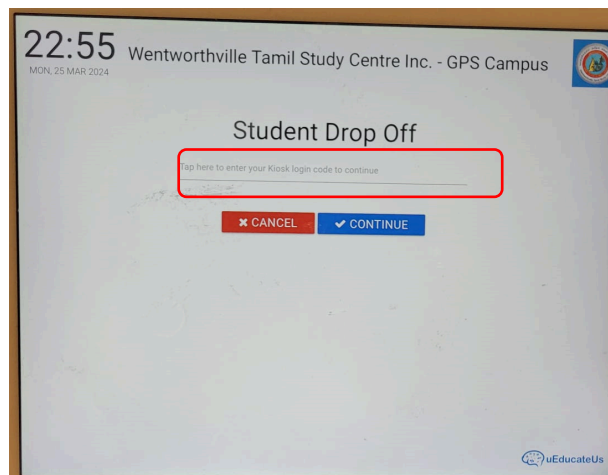 22:55
MON, 25 MAR 2024
Wentworthville Tamil Study Centre Inc. - GPS Campus
Student Drop Off
Tap here to enter your Kiosk login code to continue
✖ CANCEL
✔ CONTINUE
uEducateUs